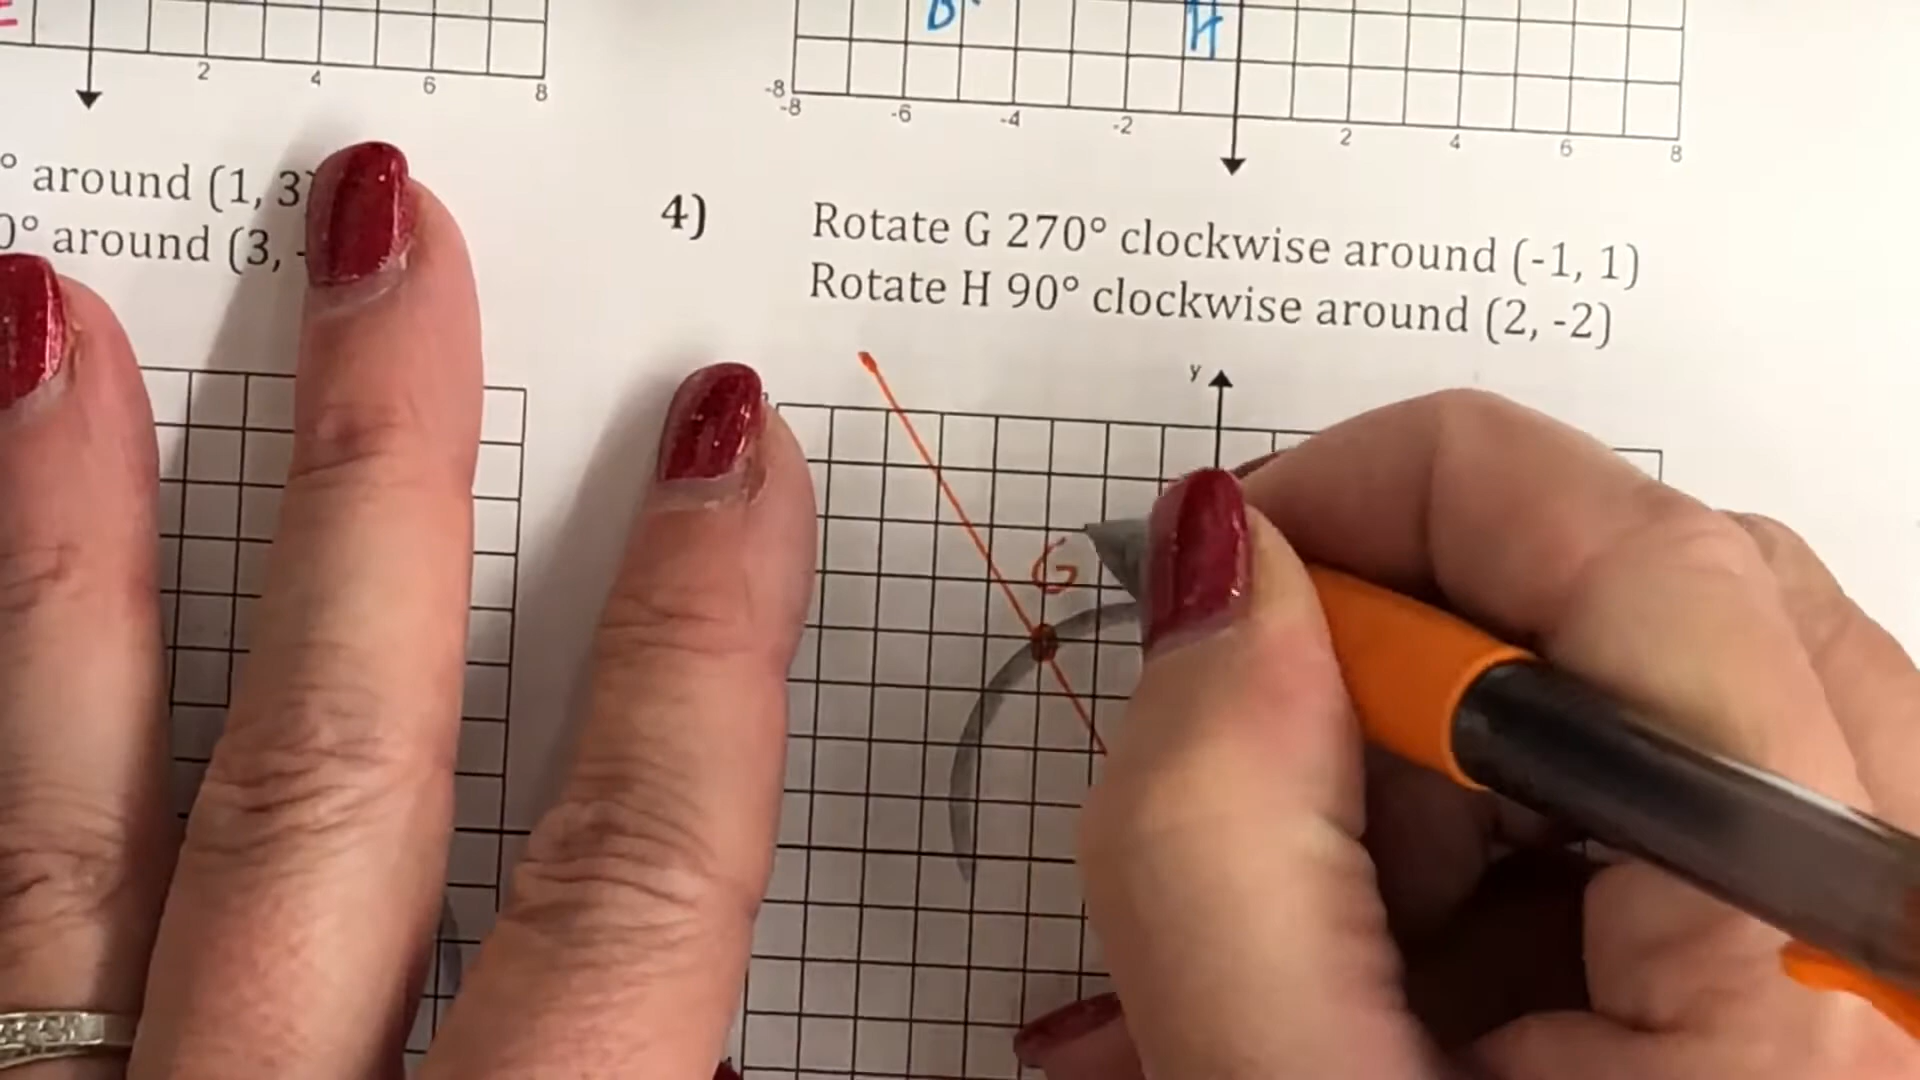 H
2 4 6 8
-8
-8 -6 -4 -2 2 4 6 8
° around (1, 3
0° around (3, -
4) Rotate G 270° clockwise around (-1, 1)
Rotate H 90° clockwise around (2, -2)
y
G